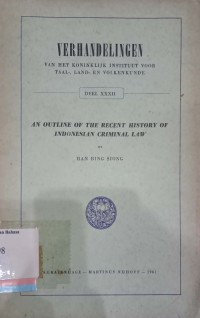 VERHANDELINGEN
VAN HET KONINKLIJK INSTITUUT VOOR
TAAL-, LAND- EN VOLKENKUNDE
DEEL XXXII
AN OUTLINE OF THE RECENT HISTORY OF
INDONESIAN CRIMINAL LAW
BY
HAN BING SIONG
'S-GRAVENHAGE - MARTINUS NIJHOFF - 1961